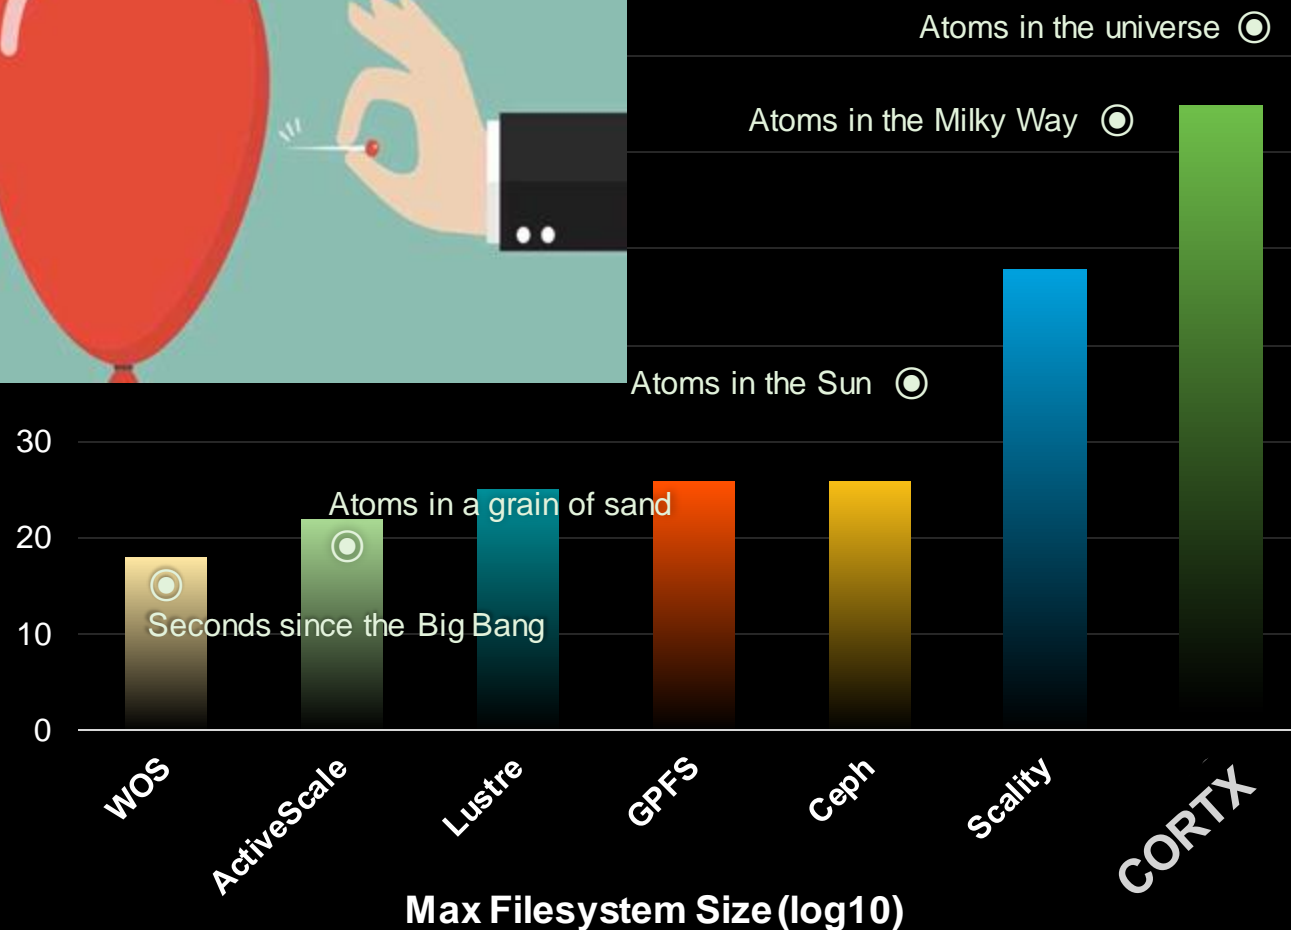 Atoms in the universe
Atoms in the Milky Way
Atoms in the Sun
30
Atoms in a grain of sand
20
Seconds since the Big Bang
10
0
WOS
ActiveScale
Lustre
GPFS
Ceph
Scality
CORTX
Max Filesystem Size (log10)